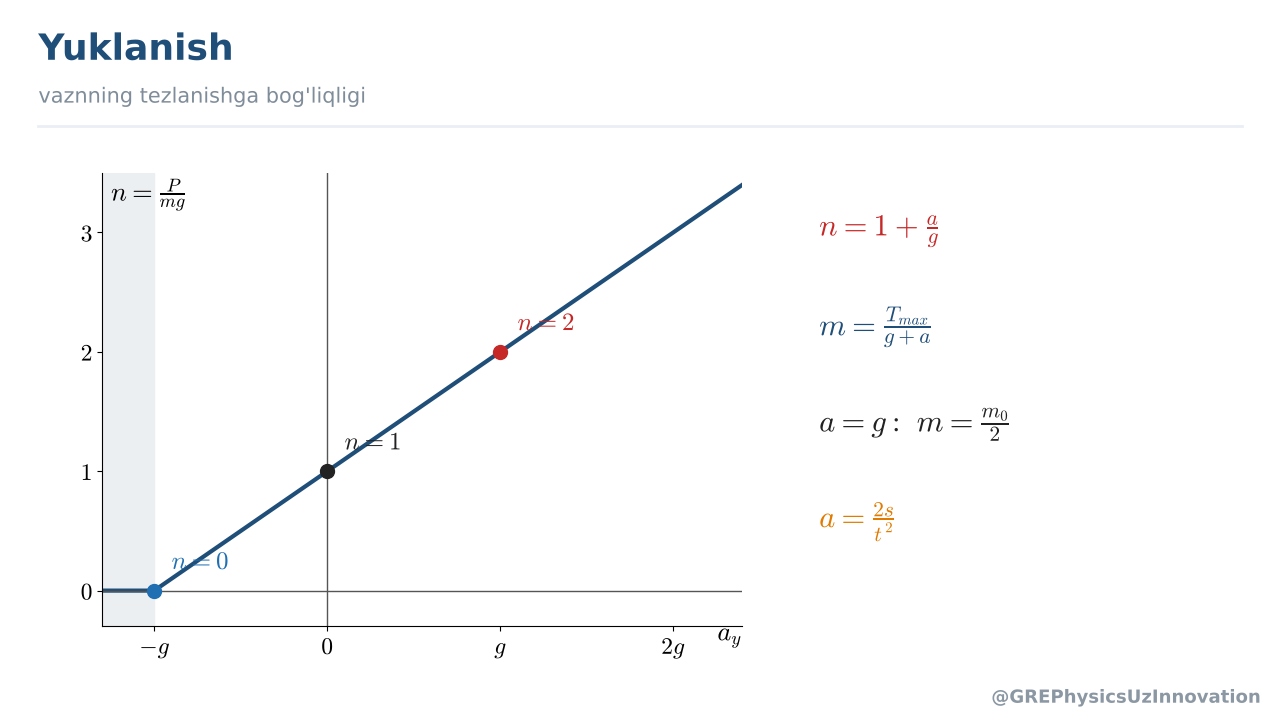 Yuklanish
vaznning tezlanishga bog'liqligi
n = P/mg
3
2
1
0
n = 2
n = 1
n = 0
−g
0
g
2g
a_y
n = 1 + a/g
m = T_max/(g + a)
a = g : m = m_0/2
a = 2s/t^2
@GREPhysicsUzInnovation